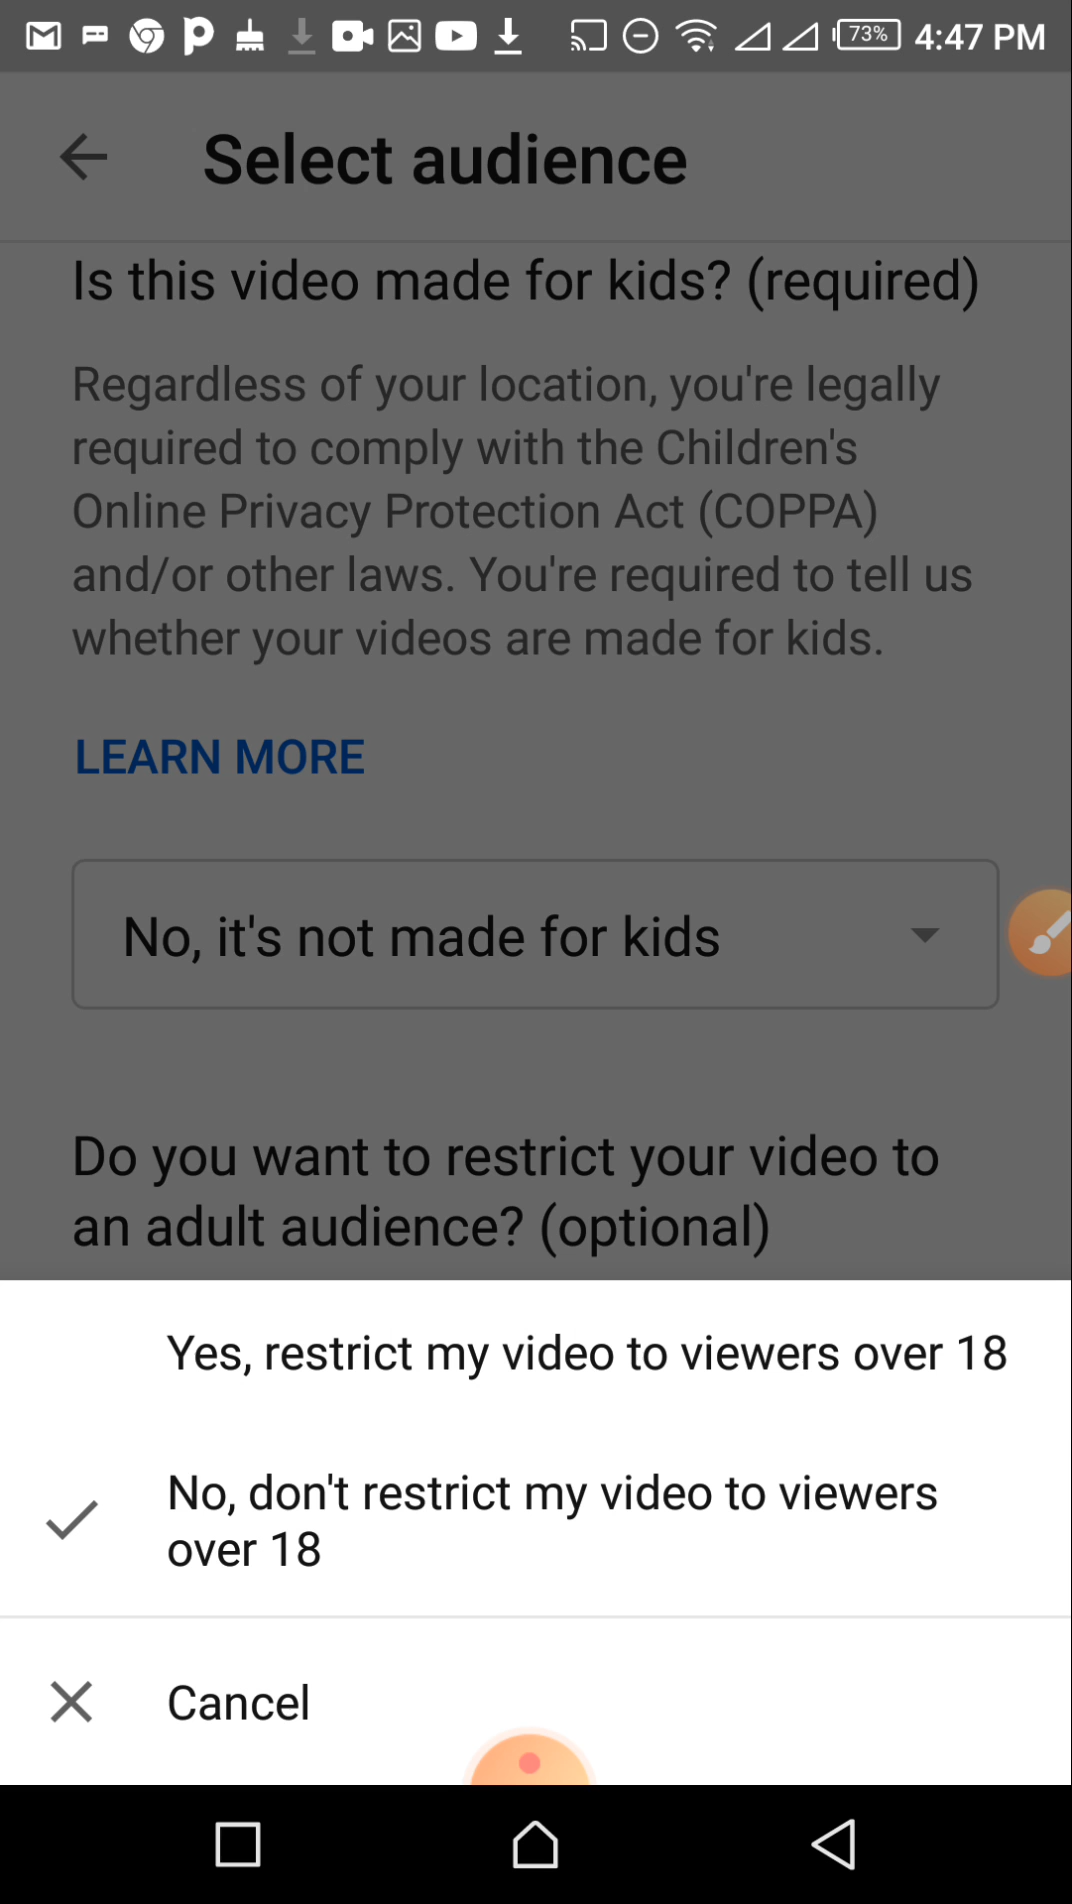 73% 4:47 PM
Select audience
Is this video made for kids? (required)
Regardless of your location, you're legally
required to comply with the Children's
Online Privacy Protection Act (COPPA)
and/or other laws. You're required to tell us
whether your videos are made for kids.
LEARN MORE
No, it's not made for kids
Do you want to restrict your video to
an adult audience? (optional)
Yes, restrict my video to viewers over 18
No, don't restrict my video to viewers
over 18
Cancel